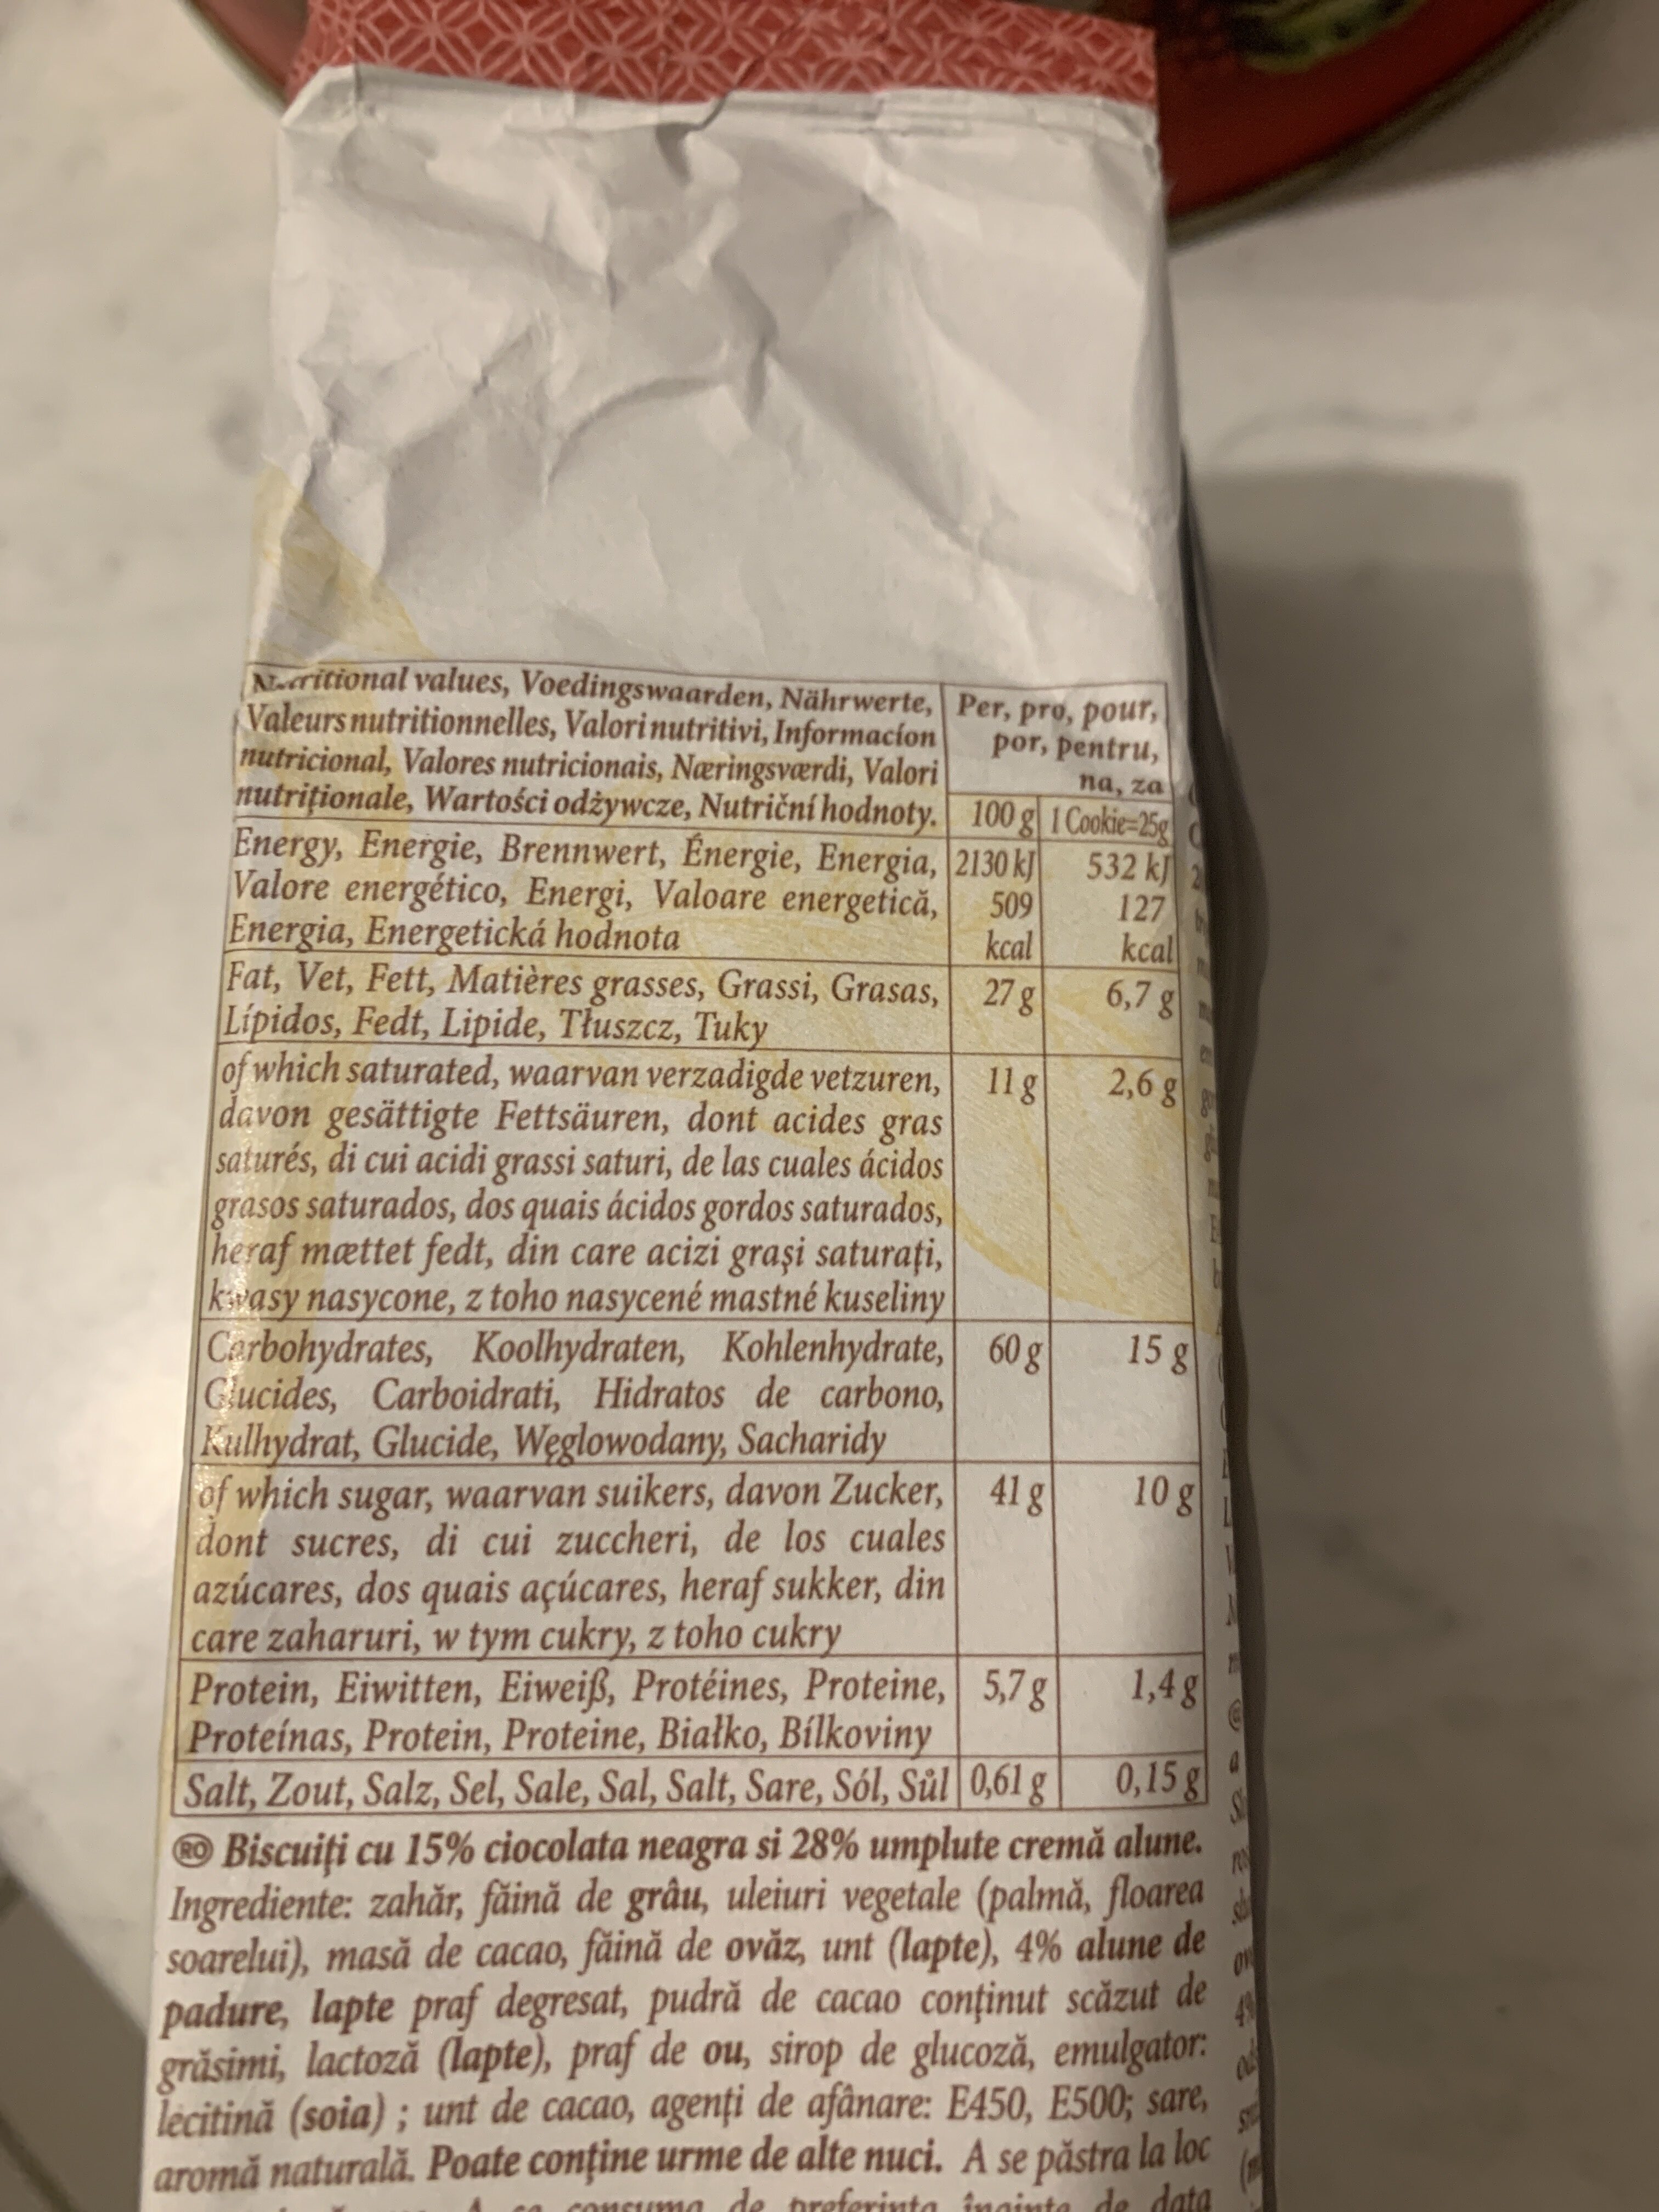 values, Voedingswaarden, Nährwerte,
Valeurs nutritionnelles, Valori nutritivi, Informacíon
nutricional, Valores nutricionais, Næringsværdi, Valori
nutriționale, Wartości odżywcze, Nutriční hodnoty.
Per, pro, pour,
por, pentru,
na, za
100 g 1 Cookie=25g
Energy, Energie, Brennwert, Énergie, Energia, 2130 kJ 532 kJ
Valore energético, Energi, Valoare energetică, 509 127
Energia, Energetická hodnota kcal kcal
Fat, Vet, Fett, Matières grasses, Grassi, Grasas, 27 g 6,7 g
Lípidos, Fedt, Lipide, Tłuszcz, Tuky
of which saturated, waarvan verzadigde vetzuren, 11 g 2,6 g
davon gesättigte Fettsäuren, dont acides gras
saturés, di cui acidi grassi saturi, de las cuales ácidos
grasos saturados, dos quais ácidos gordos saturados,
heraf mættet fedt, din care acizi grași saturați,
kwasy nasycone, z toho nasycené mastné kuseliny
Carbohydrates, Koolhydraten, Kohlenhydrate, 60 g 15 g
Glucides, Carboidrati, Hidratos de carbono,
Kulhydrat, Glucide, Węglowodany, Sacharidy
of which sugar, waarvan suikers, davon Zucker, 41 g 10 g
dont sucres, di cui zuccheri, de los cuales
azúcares, dos quais açúcares, heraf sukker, din
care zaharuri, w tym cukry, z toho cukry
Protein, Eiwitten, Eiweiß, Protéines, Proteine, 5,7 g 1,4 g
Proteínas, Protein, Proteine, Białko, Bílkoviny
Salt, Zout, Salz, Sel, Sale, Sal, Salt, Sare, Sól, Sůl 0,61 g 0,15 g
RO Biscuiți cu 15% ciocolata neagra si 28% umplute cremă alune.
Ingrediente: zahăr, făină de grâu, uleiuri vegetale (palmă, floarea
soarelui), masă de cacao, făină de ovăz, unt (lapte), 4% alune de
padure, lapte praf degresat, pudră de cacao conținut scăzut de
grăsimi, lactoză (lapte), praf de ou, sirop de glucoză, emulgator:
lecitină (soia) ; unt de cacao, agenți de afânare: E450, E500; sare,
aromă naturală. Poate conține urme de alte nuci. A se păstra la loc
A se consuma de preferinta înainte de data